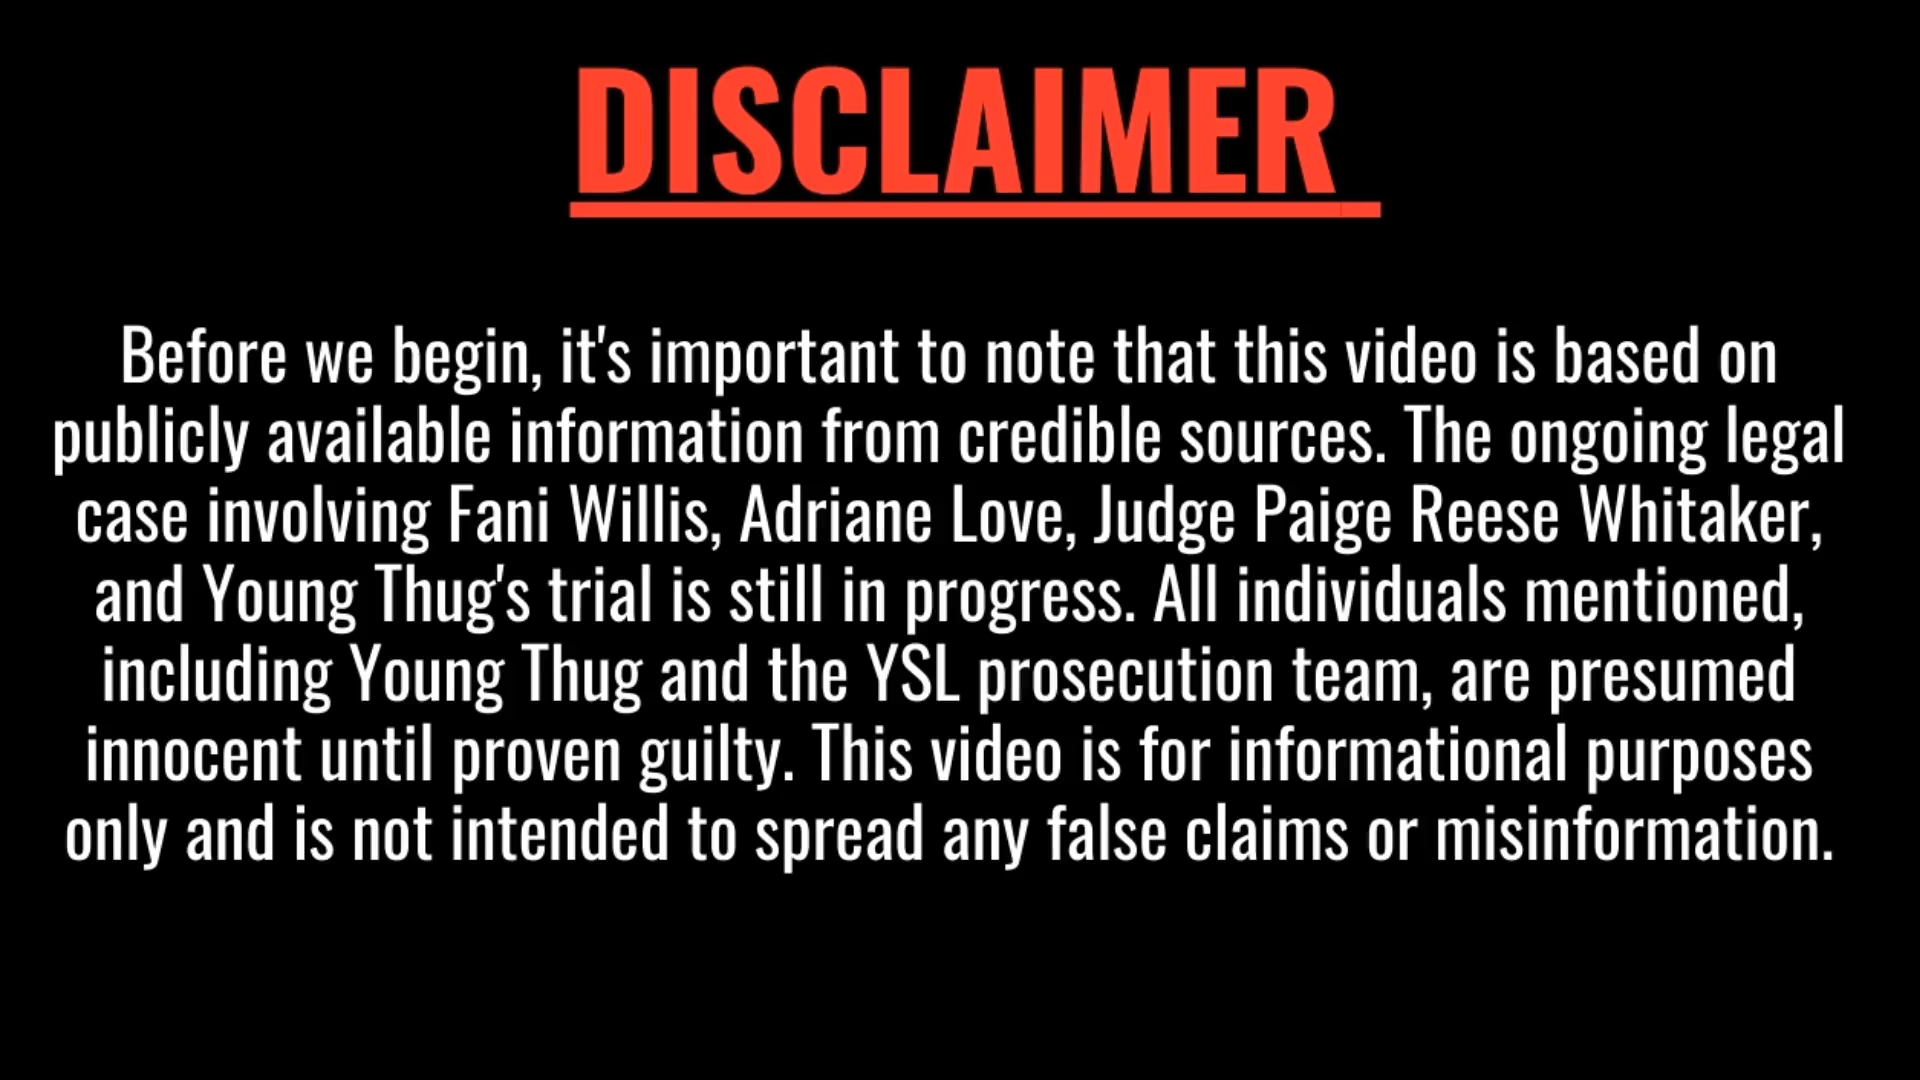 DISCLAIMER
Before we begin, it's important to note that this video is based on
publicly available information from credible sources. The ongoing legal
case involving Fani Willis, Adriane Love, Judge Paige Reese Whitaker,
and Young Thug's trial is still in progress. All individuals mentioned,
including Young Thug and the YSL prosecution team, are presumed
innocent until proven guilty. This video is for informational purposes
only and is not intended to spread any false claims or misinformation.